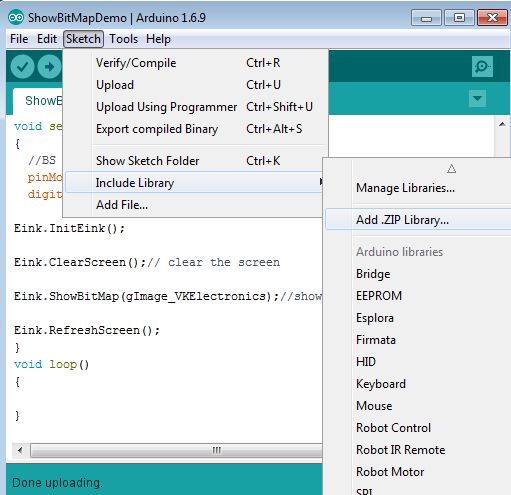 ShowBitMapDemo | Arduino 1.6.9
File Edit Sketch Tools Help
ShowBit
Verify/Compile Ctrl+R
Upload Ctrl+U
Upload Using Programmer Ctrl+Shift+U
Export compiled Binary Ctrl+Alt+S
Show Sketch Folder Ctrl+K
Include Library
Add File...
Manage Libraries...
Add .ZIP Library...
Arduino libraries
Bridge
EEPROM
Esplora
Firmata
HID
Keyboard
Mouse
Robot Control
Robot IR Remote
Robot Motor
SPI
void se
{
//BS
pinMo
digit
Eink.InitEink();
Eink.ClearScreen();// clear the screen
Eink.ShowBitMap(gImage_VKElectronics);//show
Eink.RefreshScreen();
}
void loop()
{
}
Done uploading.